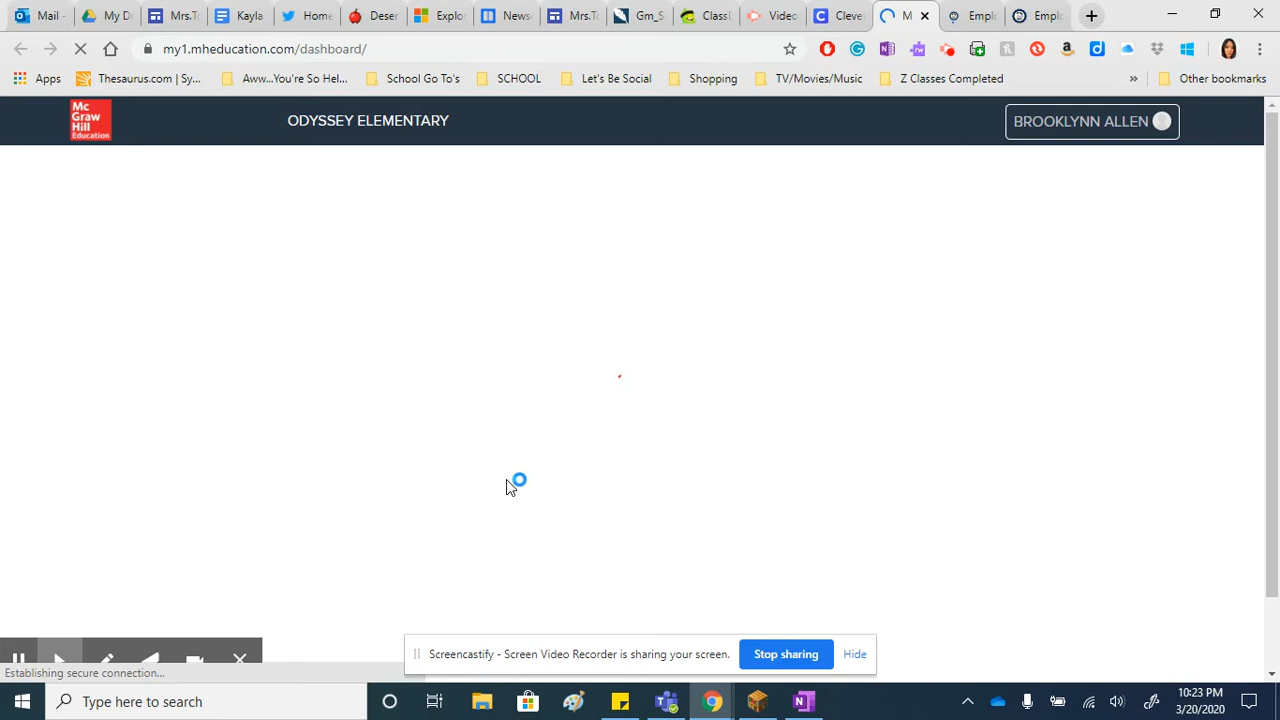 Mail -
My D
Mrs.T
Kayla
Home
Deser
Explo
News
Mrs.T
Gm_S
ClassD
Video
Cleve
M
Emplo
Emplo
my1.mheducation.com/dashboard/
Apps
Thesaurus.com | Sy...
Aww...You're So Hel...
School Go To's
SCHOOL
Let's Be Social
Shopping
TV/Movies/Music
Z Classes Completed
»
Other bookmarks
Mc
Graw
Hill
Education
ODYSSEY ELEMENTARY
BROOKLYNN ALLEN
Screencastify - Screen Video Recorder is sharing your screen.
Stop sharing
Hide
Establishing secure connection...
Type here to search
10:23 PM
3/20/2020